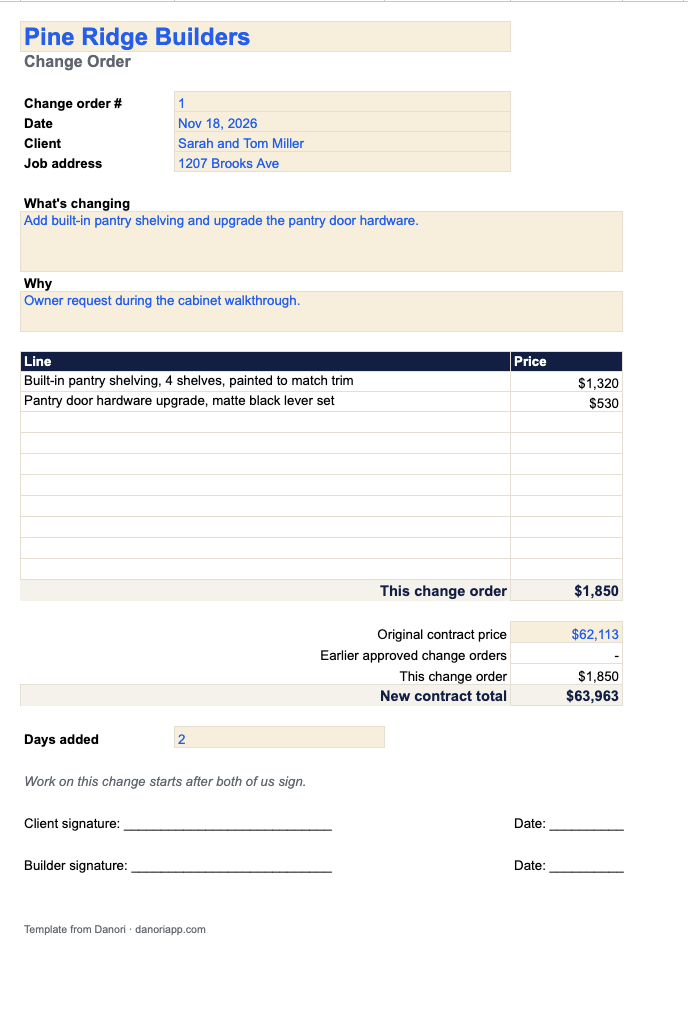 Pine Ridge Builders
Change Order
Change order # 1
Date Nov 18, 2026
Client Sarah and Tom Miller
Job address 1207 Brooks Ave
What's changing
Add built-in pantry shelving and upgrade the pantry door hardware.
Why
Owner request during the cabinet walkthrough.
Line Price
Built-in pantry shelving, 4 shelves, painted to match trim $1,320
Pantry door hardware upgrade, matte black lever set $530
This change order $1,850
Original contract price $62,113
Earlier approved change orders -
This change order $1,850
New contract total $63,963
Days added 2
Work on this change starts after both of us sign.
Client signature: ____________________________ Date: __________
Builder signature: ___________________________ Date: __________
Template from Danori · danoriapp.com